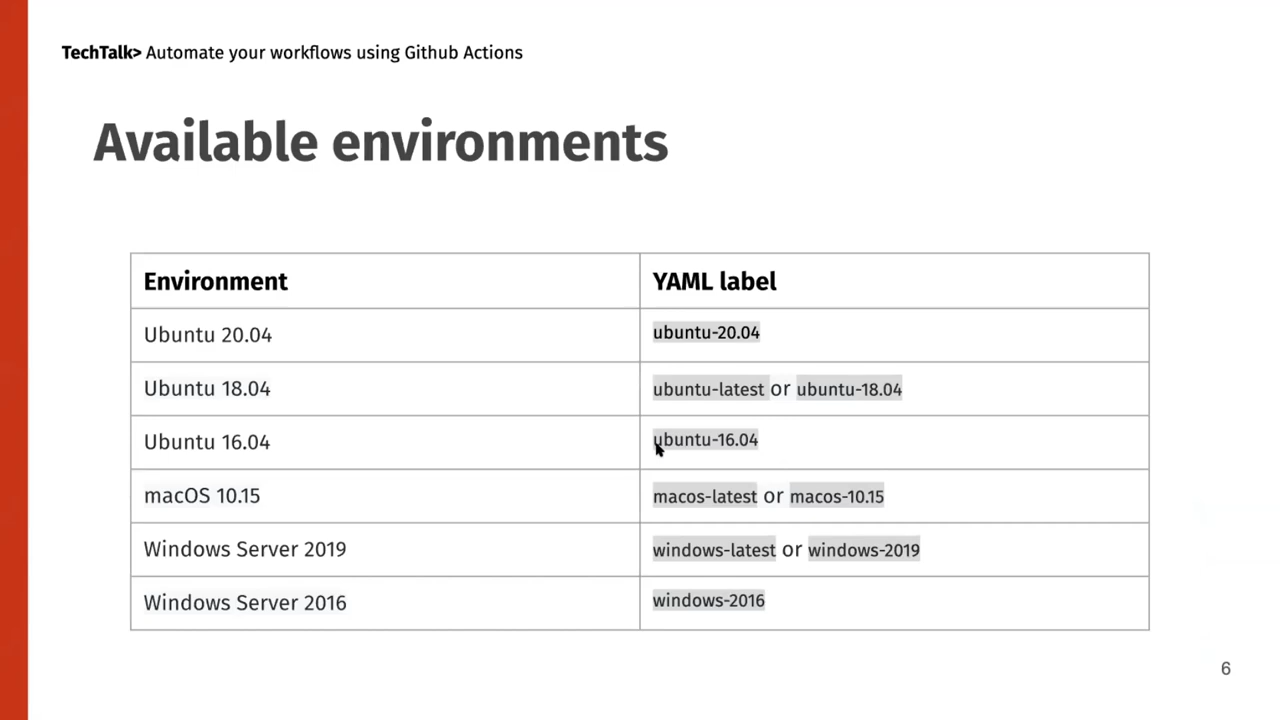 TechTalk> Automate your workflows using Github Actions
Available environments
Environment YAML label
Ubuntu 20.04 ubuntu-20.04
Ubuntu 18.04 ubuntu-latest or ubuntu-18.04
Ubuntu 16.04 ubuntu-16.04
macOS 10.15 macos-latest or macos-10.15
Windows Server 2019 windows-latest or windows-2019
Windows Server 2016 windows-2016
6